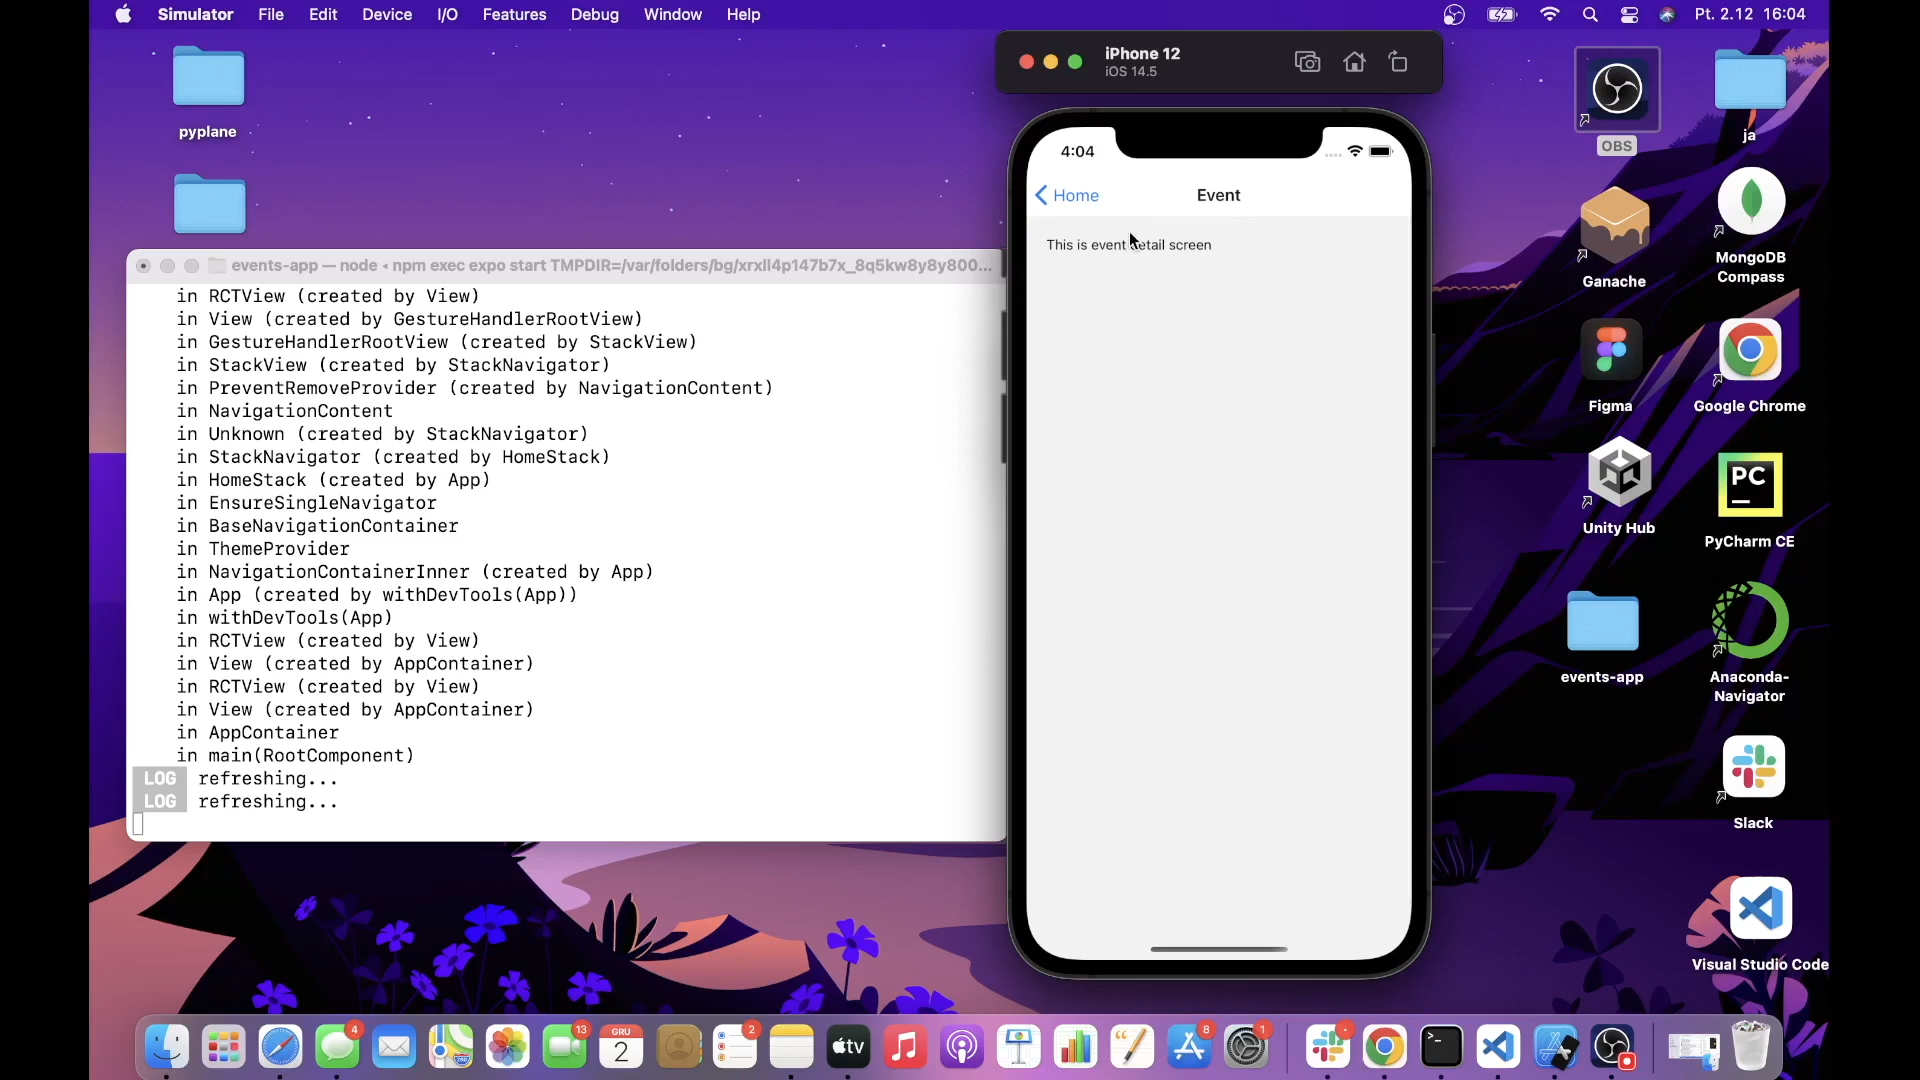 Simulator File Edit Device I/O Features Debug Window Help
Pt. 2.12 16:04
pyplane
events-app — node ◂ npm exec expo start TMPDIR=/var/folders/bg/xrxll4p147b7x_8q5kw8y8y800...
in RCTView (created by View)
in View (created by GestureHandlerRootView)
in GestureHandlerRootView (created by StackView)
in StackView (created by StackNavigator)
in PreventRemoveProvider (created by NavigationContent)
in NavigationContent
in Unknown (created by StackNavigator)
in StackNavigator (created by HomeStack)
in HomeStack (created by App)
in EnsureSingleNavigator
in BaseNavigationContainer
in ThemeProvider
in NavigationContainerInner (created by App)
in App (created by withDevTools(App))
in withDevTools(App)
in RCTView (created by View)
in View (created by AppContainer)
in RCTView (created by View)
in View (created by AppContainer)
in AppContainer
in main(RootComponent)
LOG refreshing...
LOG refreshing...
iPhone 12
iOS 14.5
4:04
Home
Event
This is event detail screen
OBS
ja
Ganache
MongoDB
Compass
Figma
Google Chrome
Unity Hub
PC
PyCharm CE
events-app
Anaconda-
Navigator
Slack
Visual Studio Code
4
13
GRU
2
2
tv
8
1